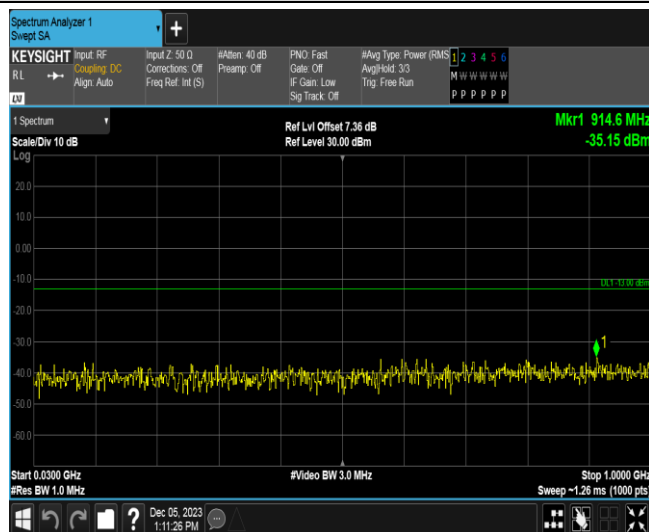 Spectrum Analyzer 1
Swept SA
+
KEYSIGHT
RL
LXI
Input: RF
Coupling: DC
Align: Auto
Input Z: 50 Ω
Corrections: Off
Freq Ref: Int (S)
#Atten: 40 dB
Preamp: Off
PNO: Fast
Gate: Off
IF Gain: Low
Sig Track: Off
#Avg Type: Power (RMS
Avg|Hold: 3/3
Trig: Free Run
1 2 3 4 5 6
M W W W W W
P P P P P P
1 Spectrum
Scale/Div 10 dB
Log
Ref Lvl Offset 7.36 dB
Ref Level 30.00 dBm
Mkr1 914.6 MHz
-35.15 dBm
20.0
10.0
0.00
-10.0
DL1 -13.00 dBm
-20.0
-30.0
1
-40.0
-50.0
-60.0
Start 0.0300 GHz
#Res BW 1.0 MHz
#Video BW 3.0 MHz
Stop 1.0000 GHz
Sweep ~1.26 ms (1000 pts)
?
Dec 05, 2023
1:11:26 PM